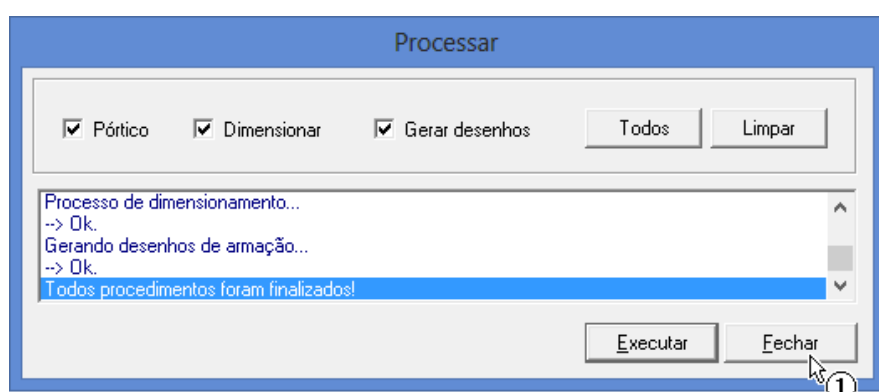 Processar
Pórtico Dimensionar Gerar desenhos Todos Limpar
Processo de dimensionamento...
--> Ok.
Gerando desenhos de armação...
--> Ok.
Todos procedimentos foram finalizados!
Executar Fechar
1